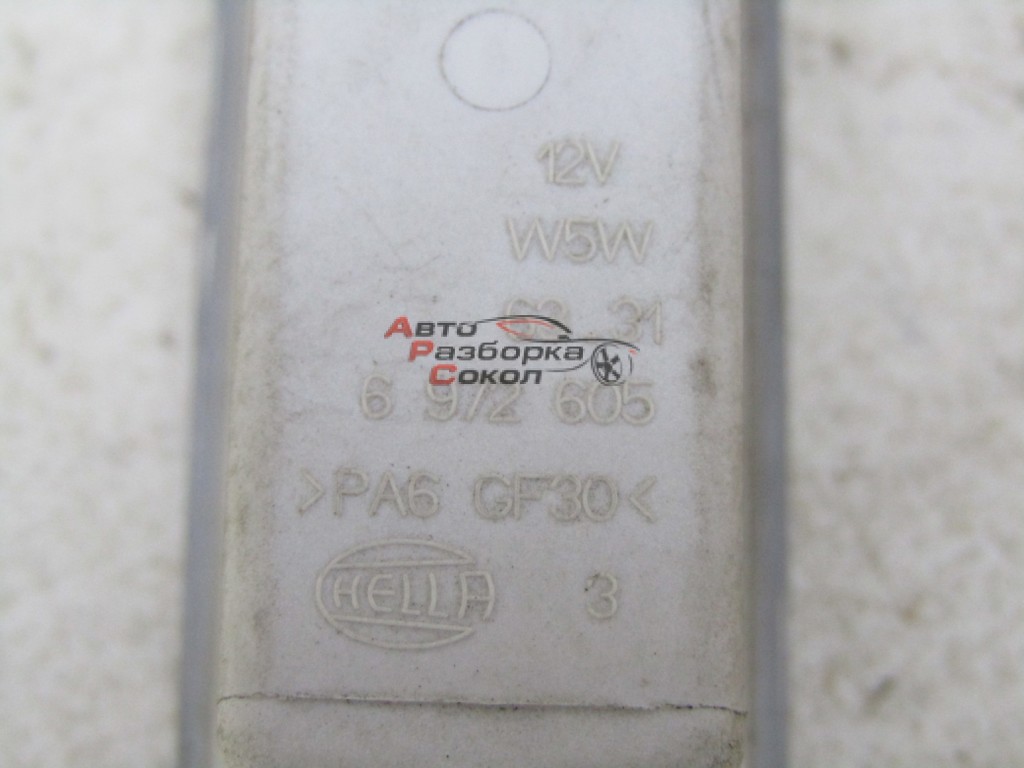 12V
W5W
63 31
АВТО
РАЗБОРКА
СОКОЛ
6 972 605
>PA6 GF30<
HELLA 3